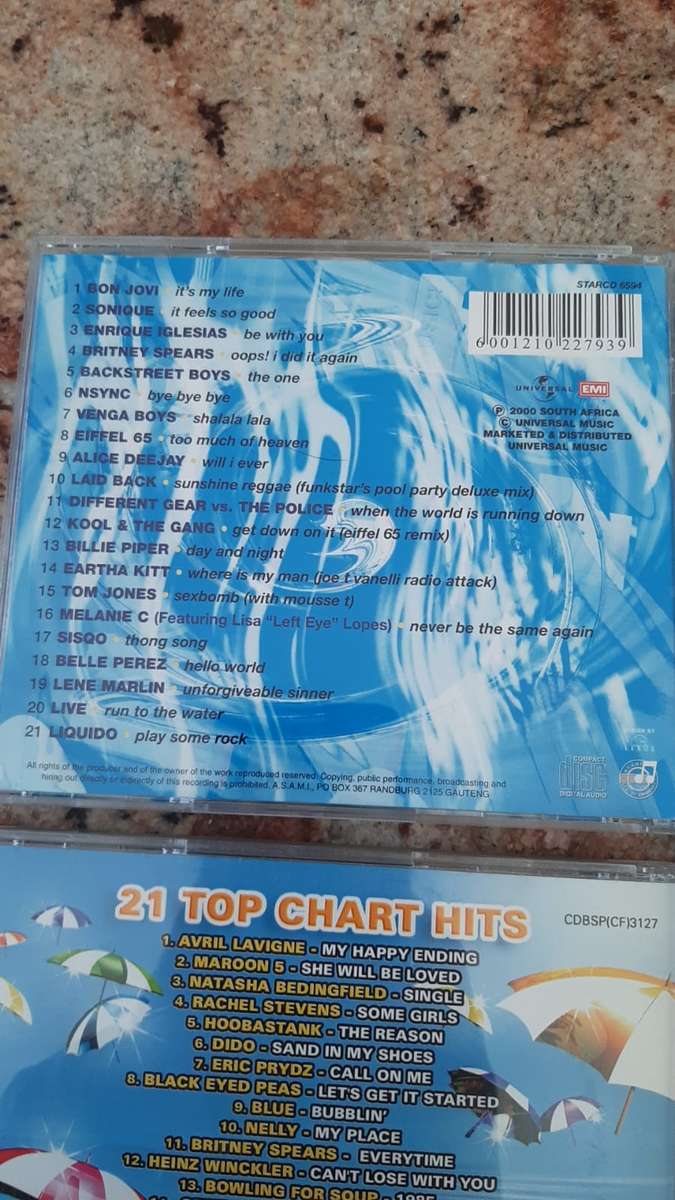 1 BON JOVI • it's my life
2 SONIQUE • it feels so good
3 ENRIQUE IGLESIAS • be with you
4 BRITNEY SPEARS • oops! i did it again
5 BACKSTREET BOYS • the one
6 NSYNC • bye bye bye
7 VENGA BOYS • shalala lala
8 EIFFEL 65 • too much of heaven
9 ALICE DEEJAY • will i ever
10 LAID BACK • sunshine reggae (funkstar's pool party deluxe mix)
11 DIFFERENT GEAR vs. THE POLICE • when the world is running down
12 KOOL & THE GANG • get down on it (eiffel 65 remix)
13 BILLIE PIPER • day and night
14 EARTHA KITT • where is my man (joe t vanelli radio attack)
15 TOM JONES • sexbomb (with mousse t)
16 MELANIE C (Featuring Lisa "Left Eye" Lopes) • never be the same again
17 SISQO • thong song
18 BELLE PEREZ • hello world
19 LENE MARLIN • unforgiveable sinner
20 LIVE • run to the water
21 LIQUIDO • play some rock
STARCD 6594
6 001210 227939
UNIVERSAL EMI
Ⓟ 2000 SOUTH AFRICA
© UNIVERSAL MUSIC
MARKETED & DISTRIBUTED
UNIVERSAL MUSIC
3
All rights of the producer and of the owner of the work reproduced reserved. Copying, public performance, broadcasting and
hiring out directly or indirectly of this recording is prohibited. A.S.A.M.I., PO BOX 367 RANDBURG 2125 GAUTENG
COMPACT
disc
DIGITAL AUDIO
21 TOP CHART HITS
CDBSP(CF)3127
1. AVRIL LAVIGNE - MY HAPPY ENDING
2. MAROON 5 - SHE WILL BE LOVED
3. NATASHA BEDINGFIELD - SINGLE
4. RACHEL STEVENS - SOME GIRLS
5. HOOBASTANK - THE REASON
6. DIDO - SAND IN MY SHOES
7. ERIC PRYDZ - CALL ON ME
8. BLACK EYED PEAS - LET'S GET IT STARTED
9. BLUE - BUBBLIN'
10. NELLY - MY PLACE
11. BRITNEY SPEARS - EVERYTIME
12. HEINZ WINCKLER - CAN'T LOSE WITH YOU
13. BOWLING FOR SOUP - 1985